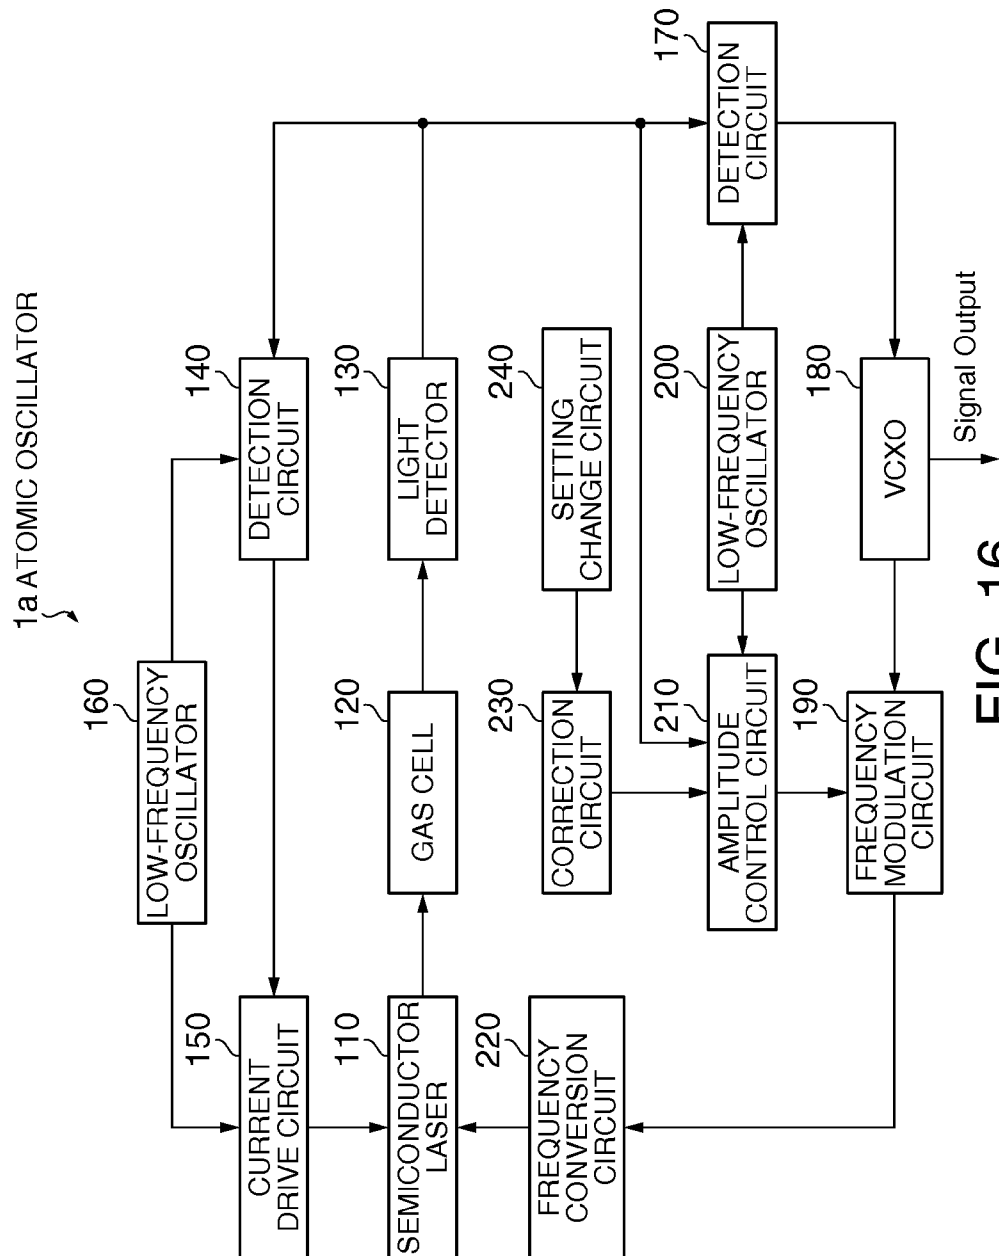 1a ATOMIC OSCILLATOR
160
LOW-FREQUENCY
OSCILLATOR
150
CURRENT
DRIVE CIRCUIT
140
DETECTION
CIRCUIT
110
SEMICONDUCTOR
LASER
120
GAS CELL
130
LIGHT
DETECTOR
220
FREQUENCY
CONVERSION
CIRCUIT
230
CORRECTION
CIRCUIT
240
SETTING
CHANGE CIRCUIT
210
AMPLITUDE
CONTROL CIRCUIT
200
LOW-FREQUENCY
OSCILLATOR
170
DETECTION
CIRCUIT
190
FREQUENCY
MODULATION
CIRCUIT
180
VCXO
Signal Output
FIG. 16